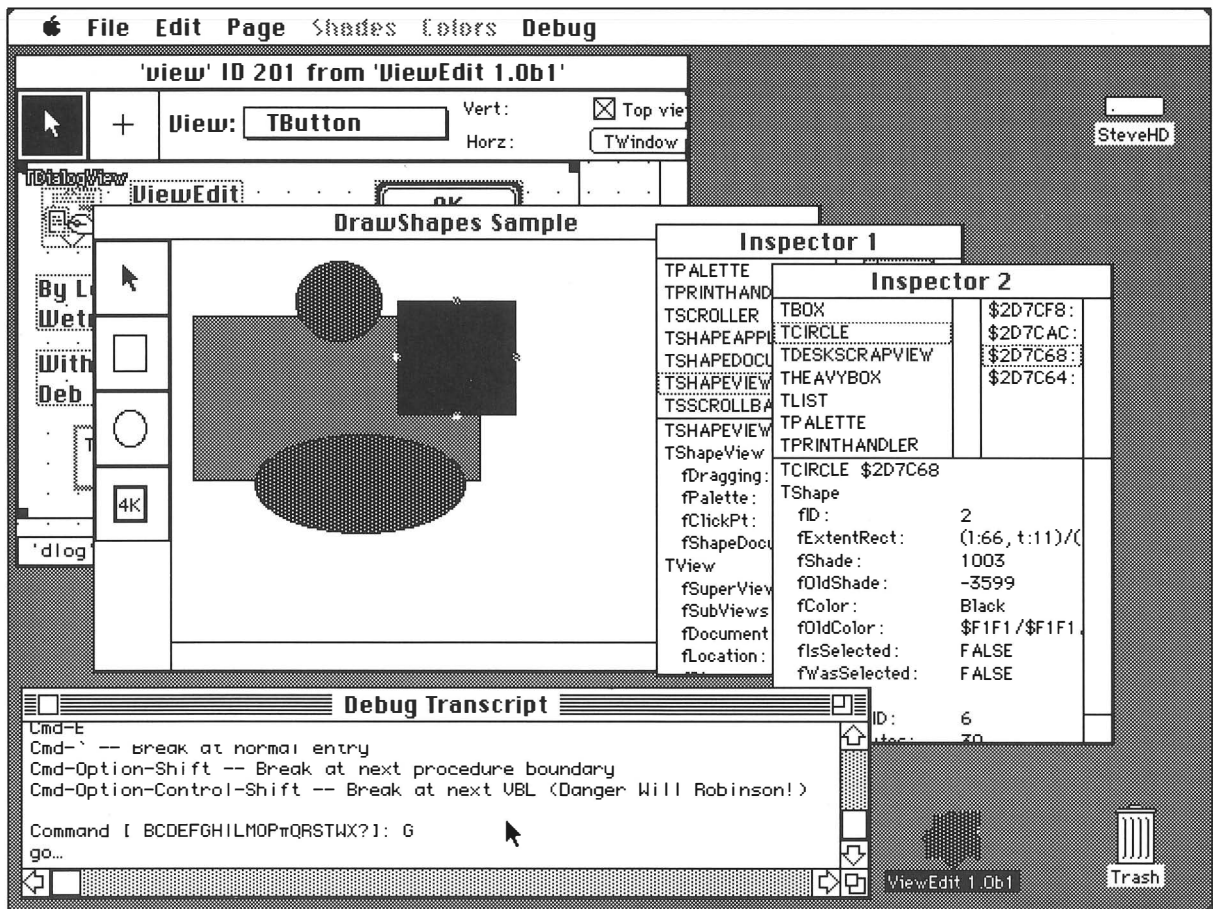 File Edit Page Shades Colors Debug
'view' ID 201 from 'ViewEdit 1.0b1'
View: TButton
Vert:
Horz:
Top vie
TWindow
SteveHD
TDialogView
ViewEdit
OK
By L
Wet
With
Deb
T
'dlog'
DrawShapes Sample
4K
Inspector 1
TPALETTE
TPRINTHAND
TSCROLLER
TSHAPEAPPL
TSHAPEDOCU
TSHAPEVIEW
TSSCROLLBA
TSHAPEVIEW
TShapeView
fDragging:
fPalette:
fClickPt:
fShapeDocu
TView
fSuperView
fSubViews
fDocument
fLocation:
Inspector 2
TBOX
TCIRCLE
TDESKSCRAPVIEW
THEAVYBOX
TLIST
TPALETTE
TPRINTHANDLER
$2D7CF8:
$2D7CAC:
$2D7C68:
$2D7C64:
TCIRCLE $2D7C68
TShape
fID: 2
fExtentRect: (l:66, t:11)/(
fShade: 1003
fOldShade: -3599
fColor: Black
fOldColor: $F1F1/$F1F1,
fIsSelected: FALSE
fWasSelected: FALSE
ID: 6
30
Debug Transcript
Cmd-E
Cmd-` -- Break at normal entry
Cmd-Option-Shift -- Break at next procedure boundary
Cmd-Option-Control-Shift -- Break at next VBL (Danger Will Robinson!)
Command [ BCDEFGHILMOPπQRSTWX?]: G
go...
ViewEdit 1.0b1
Trash